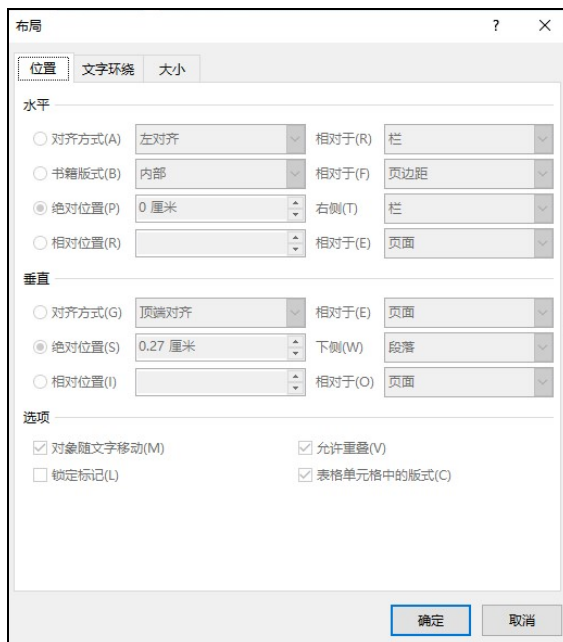 布局 ? ×
位置 文字环绕 大小
水平
对齐方式(A) 左对齐 相对于(R) 栏
书籍版式(B) 内部 相对于(F) 页边距
绝对位置(P) 0 厘米 右侧(T) 栏
相对位置(R) 相对于(E) 页面
垂直
对齐方式(G) 顶端对齐 相对于(E) 页面
绝对位置(S) 0.27 厘米 下侧(W) 段落
相对位置(I) 相对于(O) 页面
选项
对象随文字移动(M) 允许重叠(V)
锁定标记(L) 表格单元格中的版式(C)
确定 取消